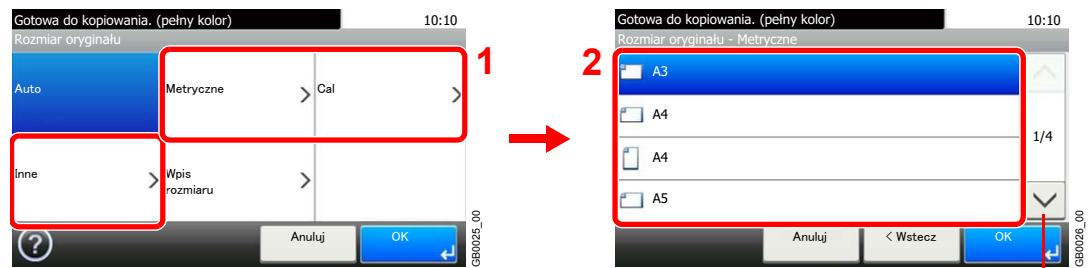 Gotowa do kopiowania. (pełny kolor) 10:10
Rozmiar oryginału
Auto
Metryczne
Cal
Inne
Wpis
rozmiaru
?
Anuluj
OK
GB0025_00
1
2
Gotowa do kopiowania. (pełny kolor) 10:10
Rozmiar oryginału - Metryczne
A3
A4
A4
A5
1/4
Anuluj
< Wstecz
OK
GB0026_00